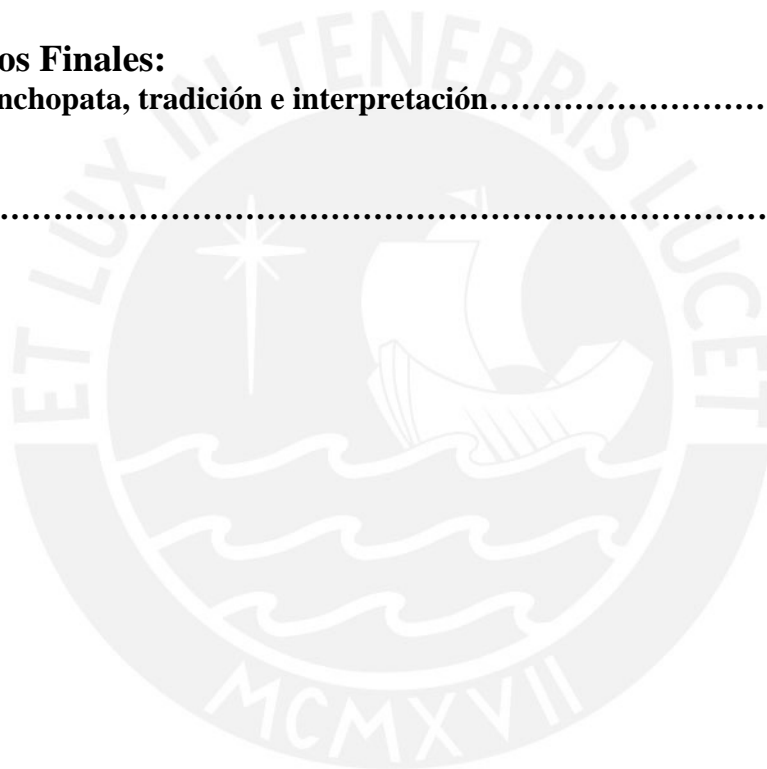 os Finales:
nchopata, tradición e interpretación……………………
……………………………………………………………………
ET LUX IN TENEBRIS LUCET
MCMXVII